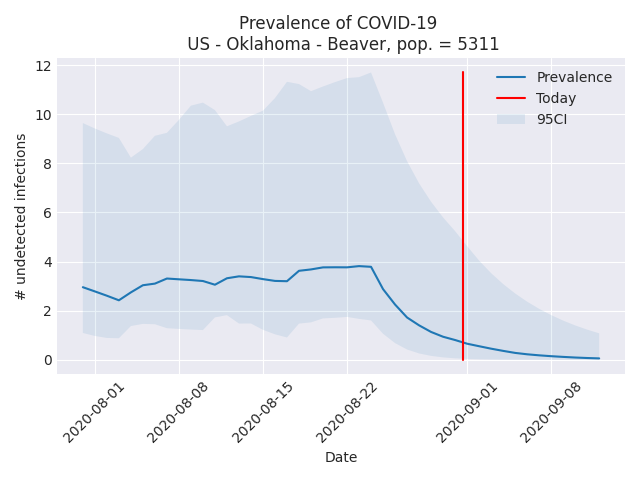 Prevalence of COVID-19
US - Oklahoma - Beaver, pop. = 5311
# undetected infections
12
10
8
6
4
2
0
Prevalence
Today
95CI
2020-08-01
2020-08-08
2020-08-15
2020-08-22
2020-09-01
2020-09-08
Date